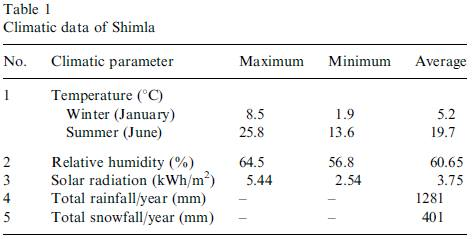 Table 1
Climatic data of Shimla
No. Climatic parameter Maximum Minimum Average
1 Temperature (°C)
Winter (January) 8.5 1.9 5.2
Summer (June) 25.8 13.6 19.7
2 Relative humidity (%) 64.5 56.8 60.65
3 Solar radiation (kWh/m²) 5.44 2.54 3.75
4 Total rainfall/year (mm) – – 1281
5 Total snowfall/year (mm) – – 401